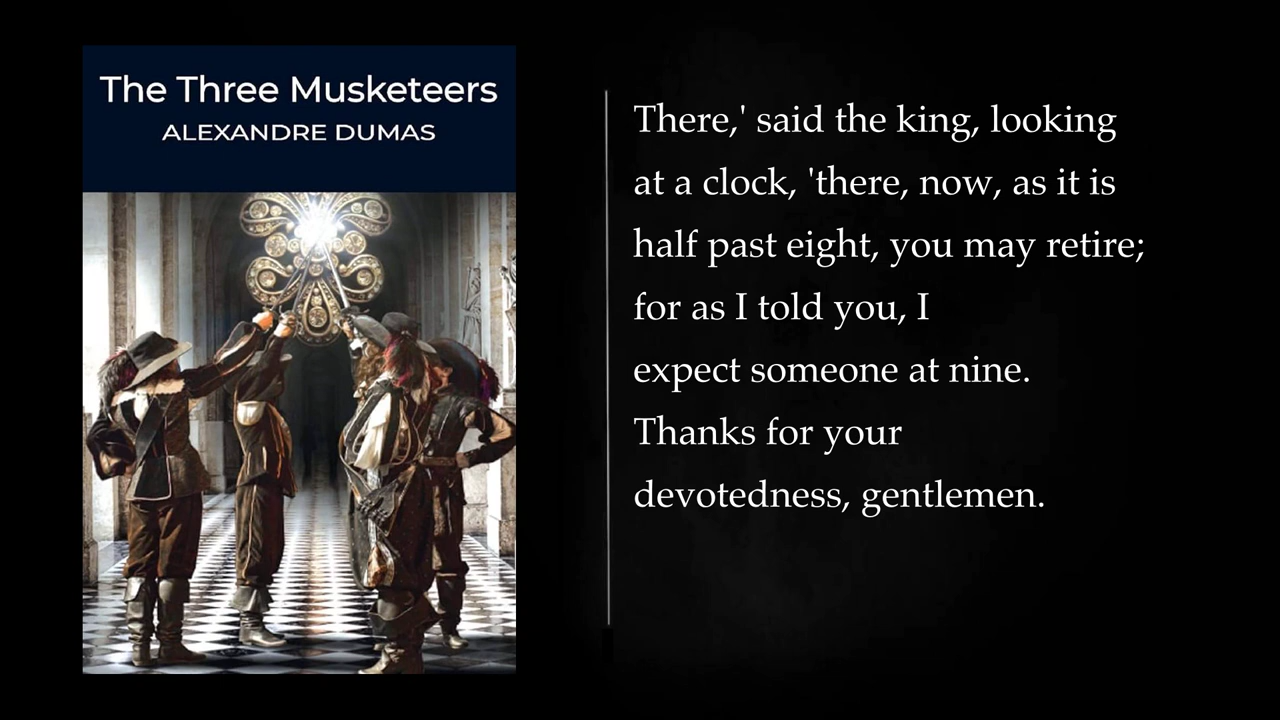 The Three Musketeers
ALEXANDRE DUMAS
There,' said the king, looking
at a clock, 'there, now, as it is
half past eight, you may retire;
for as I told you, I
expect someone at nine.
Thanks for your
devotedness, gentlemen.